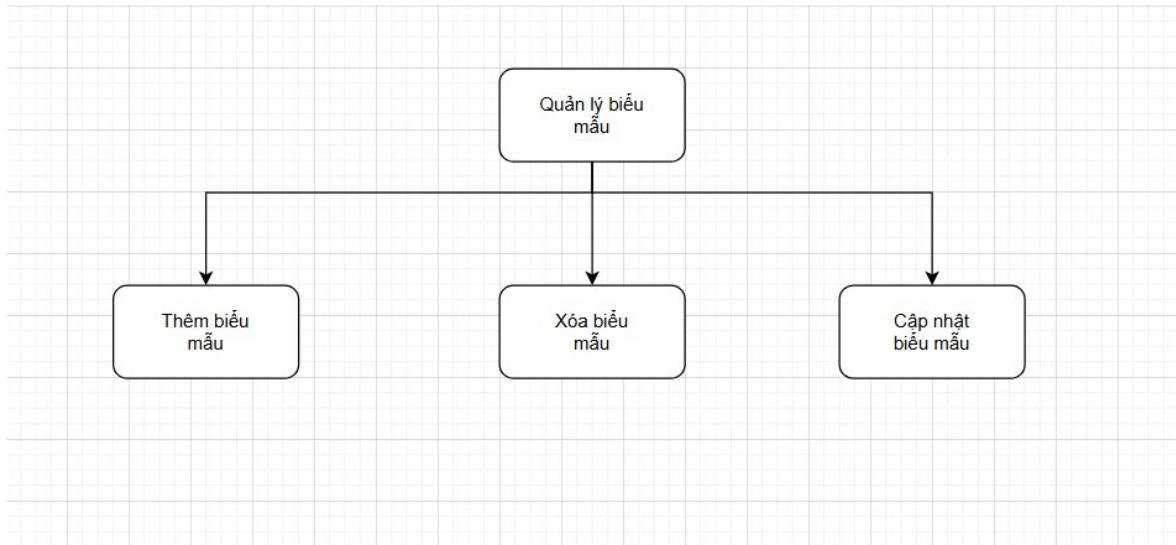 Quản lý biểu
mẫu
Thêm biểu
mẫu
Xóa biểu
mẫu
Cập nhật
biểu mẫu